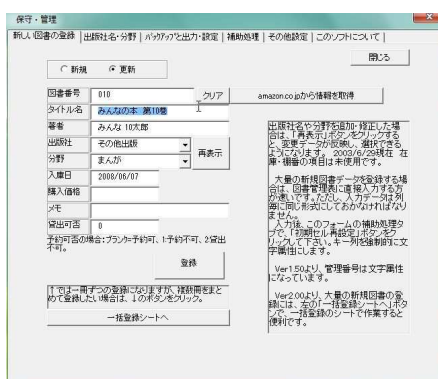 保守・管理
新しい図書の登録 | 出版社名・分野 | バックアップと出力・設定 | 補助処理 | その他設定 | このソフトについて |
閉じる
新規 更新
図書番号 010 クリア amazon.co.jpから情報を取得
タイトル名 みんなの本 第10巻
著者 みんな 10太郎
出版社 その他出版
再表示
分野 まんが
入庫日 2008/06/07
購入価格
メモ
貸出可否 0
予約可否の場合:ブランク=予約可、1:予約不可、2:貸出不可。
登録
↑では一冊ずつの登録になりますが、複数冊をまとめて登録したい場合は、↓のボタンをクリック。
一括登録シートへ
出版社名や分野を追加・修正した場
合は、「再表示」ボタンをクリックする
と、変更データが反映し、選択できる
ようになります。 2003/6/29現在 在
庫・棚番の項目は未使用です。
大量の新規図書データを登録する場
合は、図書管理表に直接入力する方
が速いです。ただし、入力データは列
毎に同じ形式にしておかなければなり
ません。
入力後、このフォームの補助処理タ
ブで、「初期セル再設定」ボタンをク
リックして下さい。キー列を強制的に文
字属性にします。
Ver1.50より、管理番号は文字属性
になっています。
Ver2.00より、大量の新規図書の登
録には、左の「一括登録シートへ」ボタ
ンで、一括登録のシートで作業すると
便利です。